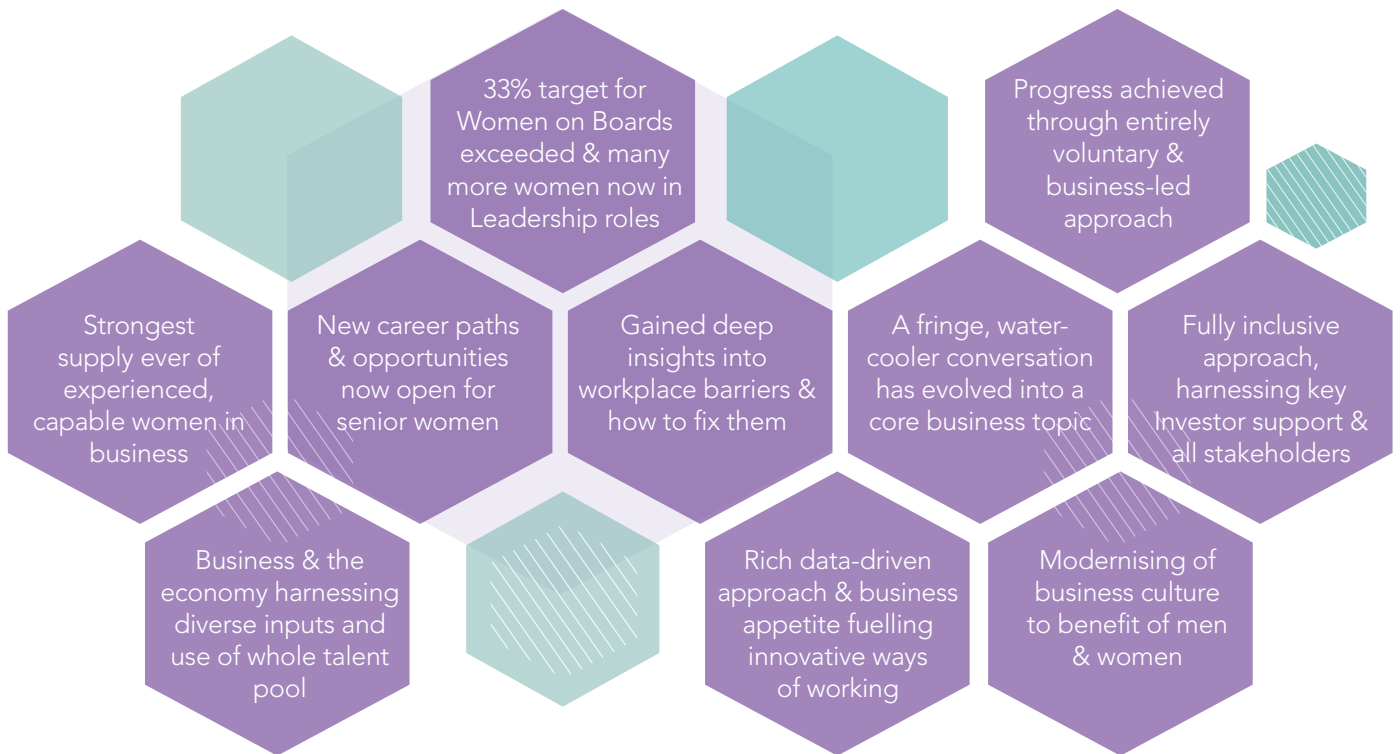 33% target for
Women on Boards
exceeded & many
more women now in
Leadership roles
Progress achieved
through entirely
voluntary &
business-led
approach
Strongest
supply ever of
experienced,
capable women in
business
New career paths
& opportunities
now open for
senior women
Gained deep
insights into
workplace barriers &
how to fix them
A fringe, water-
cooler conversation
has evolved into a
core business topic
Fully inclusive
approach,
harnessing key
Investor support &
all stakeholders
Business & the
economy harnessing
diverse inputs and
use of whole talent
pool
Rich data-driven
approach & business
appetite fuelling
innovative ways
of working
Modernising of
business culture
to benefit of men
& women